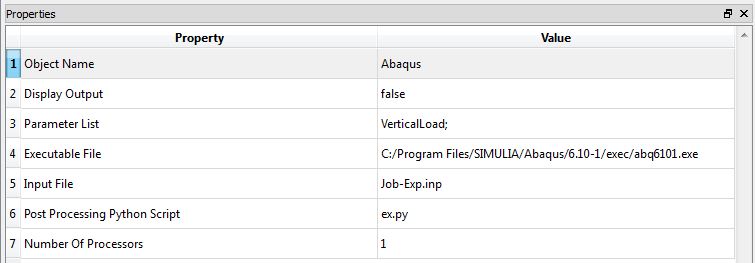 Properties
Property Value
1 Object Name Abaqus
2 Display Output false
3 Parameter List VerticalLoad;
4 Executable File C:/Program Files/SIMULIA/Abaqus/6.10-1/exec/abq6101.exe
5 Input File Job-Exp.inp
6 Post Processing Python Script ex.py
7 Number Of Processors 1